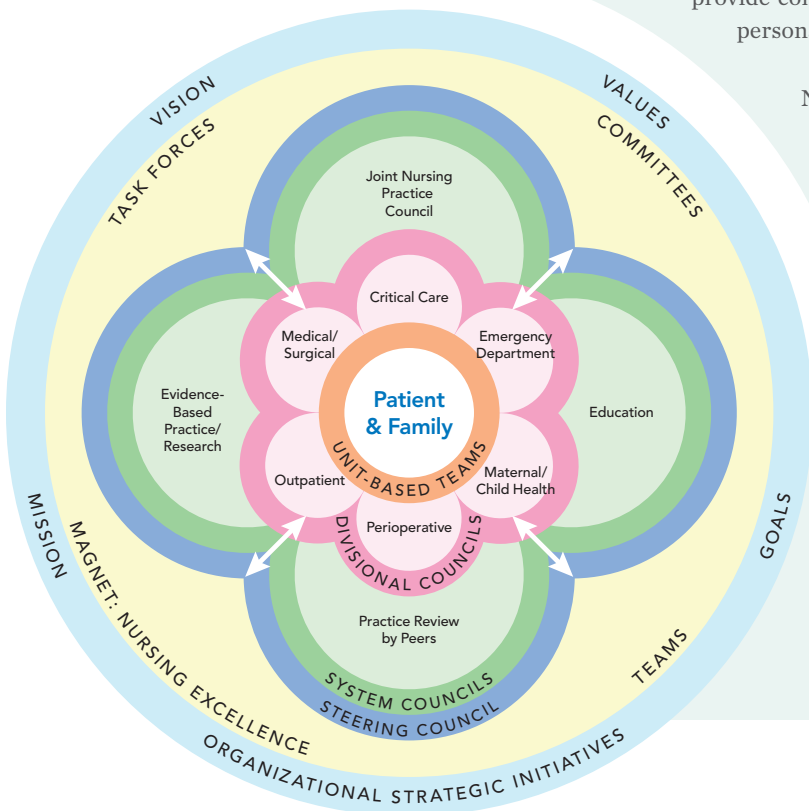 provide con
person
N
VISION
VALUES
TASK FORCES
COMMITTEES
Joint Nursing
Practice
Council
Critical Care
Medical/
Surgical
Emergency
Department
Evidence-
Based
Practice/
Research
Patient
& Family
Education
UNIT-BASED TEAMS
Outpatient
Maternal/
Child Health
Perioperative
DIVISIONAL COUNCILS
MISSION
GOALS
Practice Review
by Peers
MAGNET: NURSING EXCELLENCE
TEAMS
SYSTEM COUNCILS
STEERING COUNCIL
ORGANIZATIONAL STRATEGIC INITIATIVES